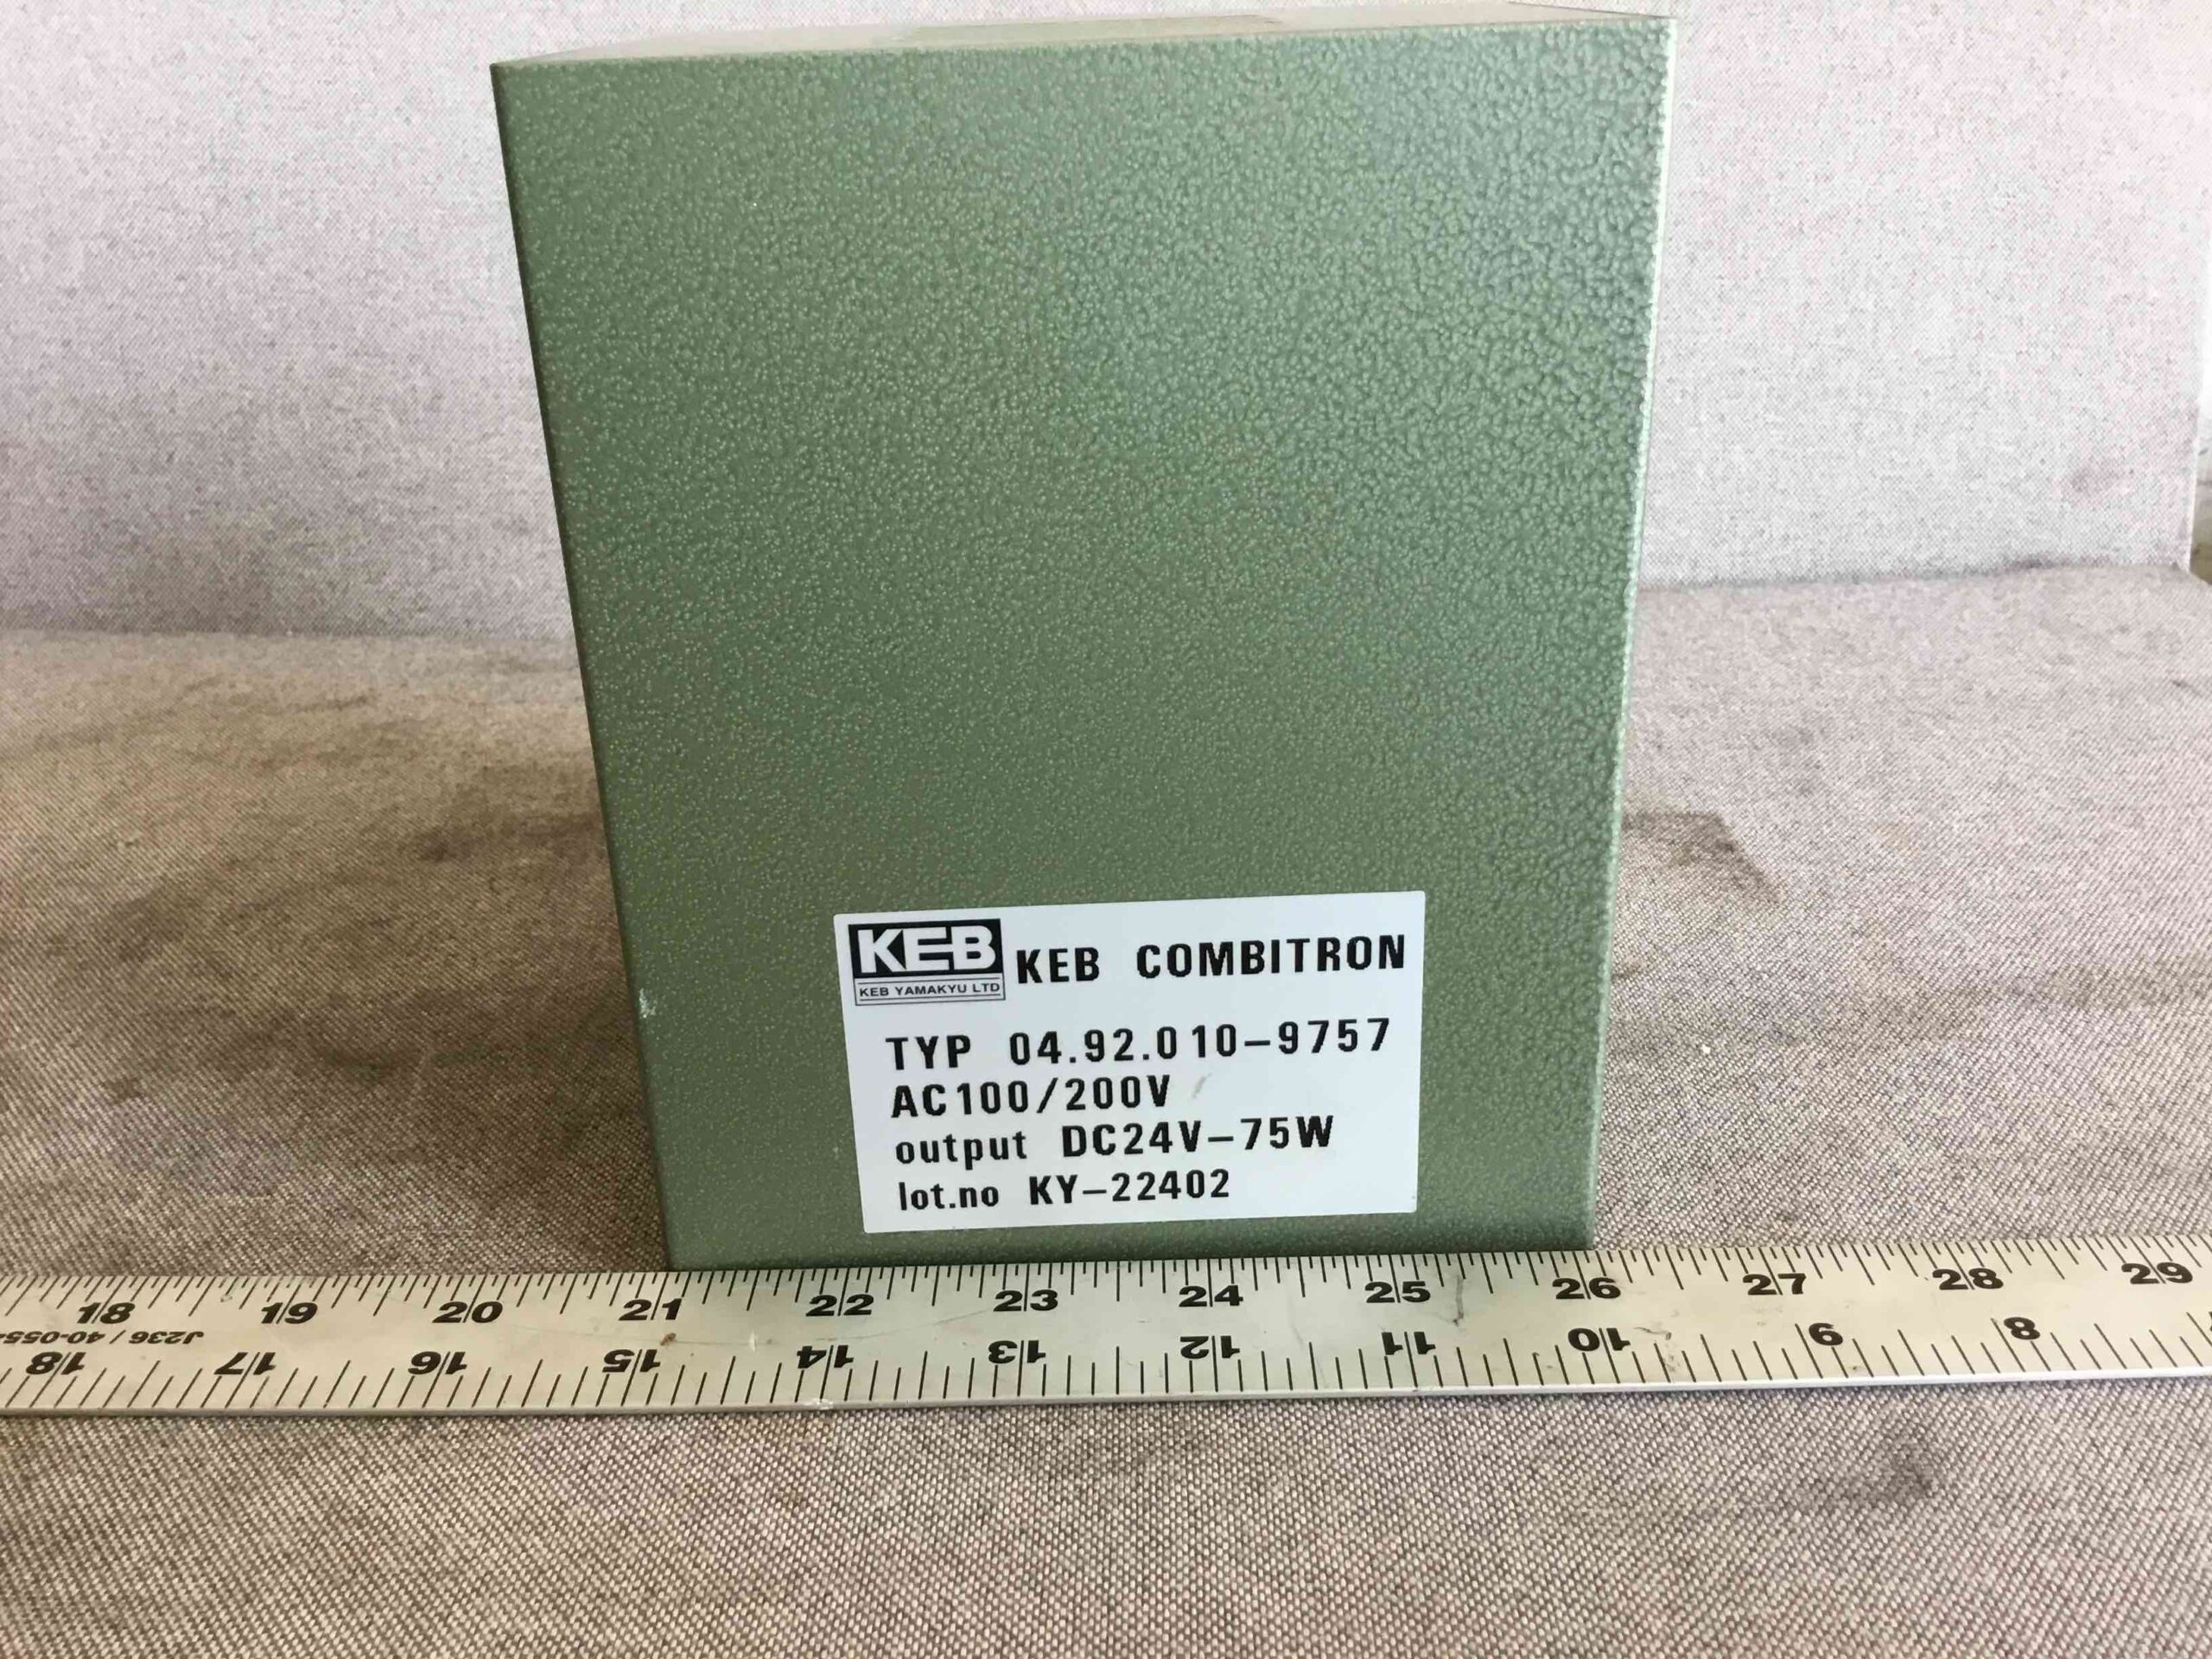 KEB KEB COMBITRON
KEB YAMAKYU LTD
TYP 04.92.010-9757
AC100/200V
output DC24V-75W
lot.no KY-22402
18 19 20 21 22 23 24 25 26 27 28 29
J236 / 40-055
18 17 16 15 14 13 12 11 10 9 8